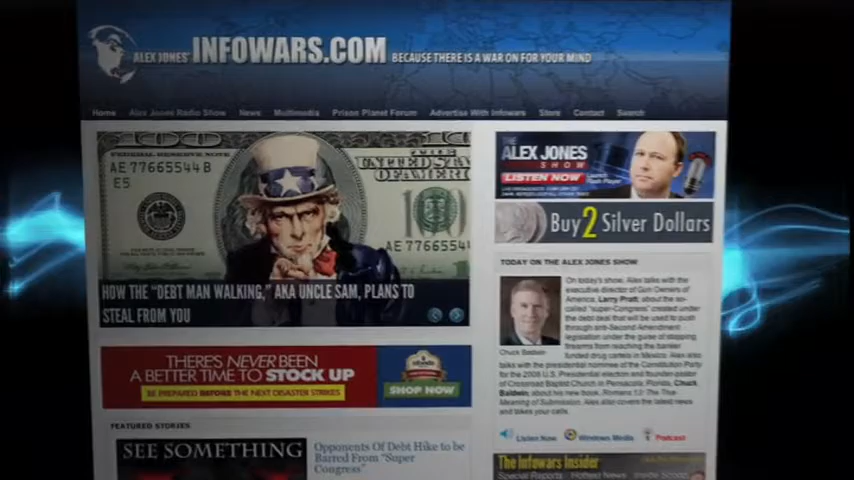 ALEX JONES' INFOWARS.COM BECAUSE THERE IS A WAR ON FOR YOUR MIND
Home Alex Jones Radio Show News Multimedia Prison Planet Forum Advertise With Infowars Store Contact Search
FEDERAL RESERVE NOTE
THE
UNITED STATES
OF AMERICA
AE 77665544 B
E5
100
AE 77665544
HOW THE "DEBT MAN WALKING," AKA UNCLE SAM, PLANS TO
STEAL FROM YOU
THERE'S NEVER BEEN
A BETTER TIME TO STOCK UP
BE PREPARED BEFORE THE NEXT DISASTER STRIKES
SHOP NOW
FEATURED STORIES
SEE SOMETHING
Opponents Of Debt Hike to be
Barred From "Super
Congress"
THE
ALEX JONES
SHOW
LISTEN NOW
Launch
Flash Player
Buy 2 Silver Dollars
TODAY ON THE ALEX JONES SHOW
On today's show, Alex talks with the
executive director of Gun Owners of
America, Larry Pratt, about the so-
called "super-Congress" created under
the debt deal that will be used to push
through anti-Second Amendment
legislation under the guise of stopping
firearms from reaching the banker
funded drug cartels in Mexico. Alex also
Chuck Baldwin
talks with the presidential nominee of the Constitution Party
for the 2008 U.S. Presidential election and founder-pastor
of Crossroad Baptist Church in Pensacola, Florida, Chuck
Baldwin, about his new book, Romans 13: The True
Meaning of Submission. Alex also covers the latest news
and takes your calls.
Listen Now Windows Media Podcast
The Infowars Insider
Special Reports Hottest News Inside Scoops